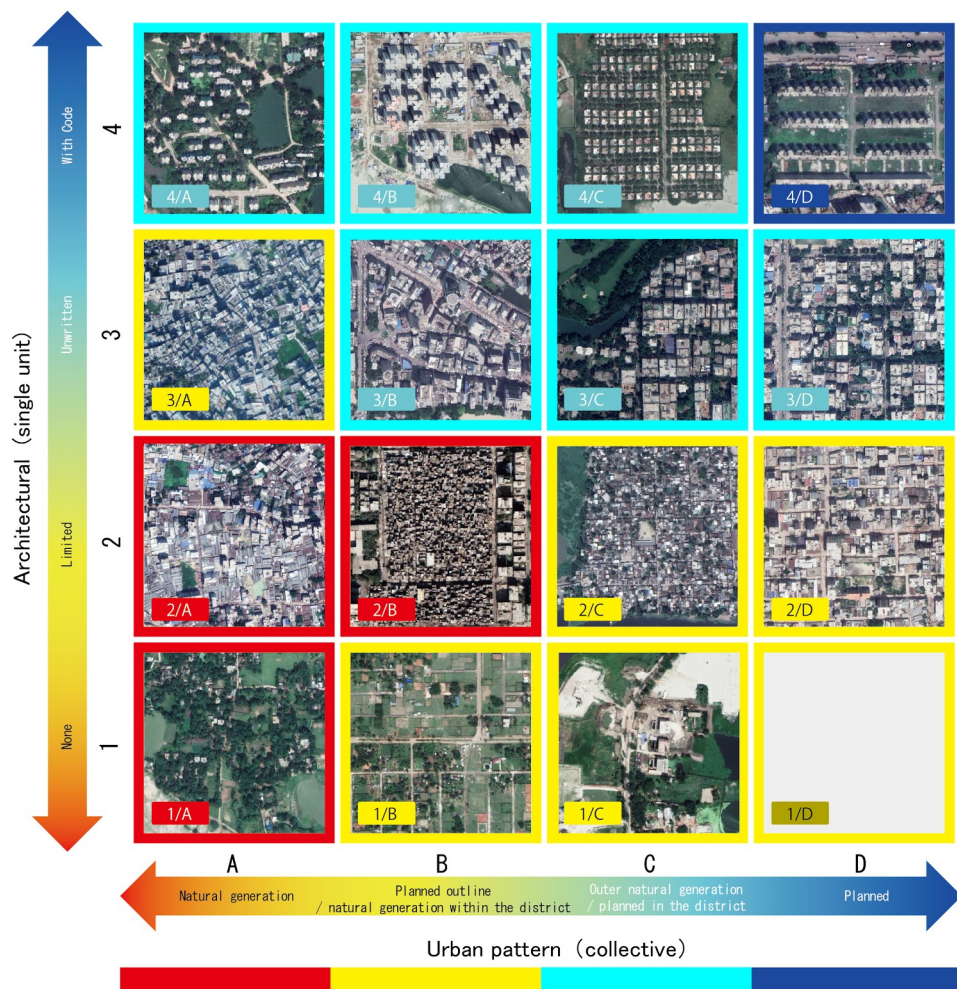 With Code
4
4/A
4/B
4/C
4/D
Architectural (single unit)
Unwritten
3
3/A
3/B
3/C
3/D
Limited
2
2/A
2/B
2/C
2/D
None
1
1/A
1/B
1/C
1/D
A
B
C
D
Natural generation
Planned outline
/ natural generation within the district
Outer natural generation
/ planned in the district
Planned
Urban pattern (collective)